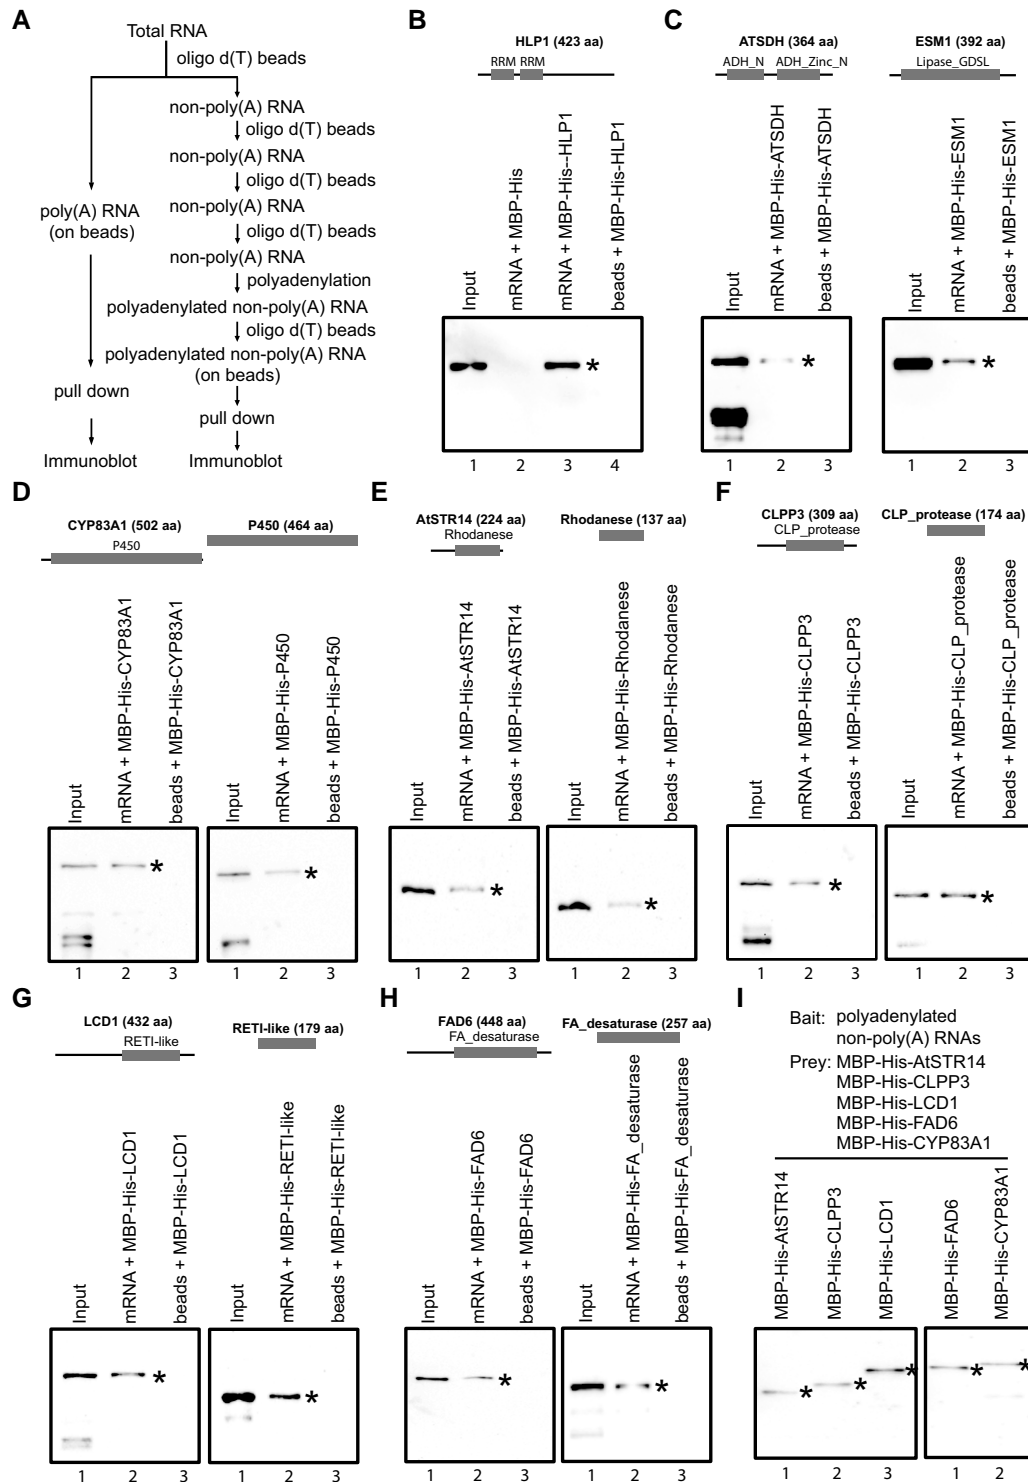 A
Total RNA
oligo d(T) beads
non-poly(A) RNA
oligo d(T) beads
non-poly(A) RNA
oligo d(T) beads
non-poly(A) RNA
oligo d(T) beads
non-poly(A) RNA
polyadenylation
polyadenylated non-poly(A) RNA
oligo d(T) beads
polyadenylated non-poly(A) RNA
(on beads)
pull down
Immunoblot
poly(A) RNA
(on beads)
pull down
Immunoblot
B
HLP1 (423 aa)
RRM RRM
Input
mRNA + MBP-His
mRNA + MBP-His--HLP1
beads + MBP-His-HLP1
*
1 2 3 4
C
ATSDH (364 aa)
ADH_N ADH_Zinc_N
Input
mRNA + MBP-His-ATSDH
beads + MBP-His-ATSDH
*
1 2 3
ESM1 (392 aa)
Lipase_GDSL
Input
mRNA + MBP-His-ESM1
beads + MBP-His-ESM1
*
1 2 3
D
CYP83A1 (502 aa)
P450
Input
mRNA + MBP-His-CYP83A1
beads + MBP-His-CYP83A1
*
1 2 3
P450 (464 aa)
Input
mRNA + MBP-His-P450
beads + MBP-His-P450
*
1 2 3
E
AtSTR14 (224 aa)
Rhodanese
Input
mRNA + MBP-His-AtSTR14
beads + MBP-His-AtSTR14
*
1 2 3
Rhodanese (137 aa)
Input
mRNA + MBP-His-Rhodanese
beads + MBP-His-Rhodanese
*
1 2 3
F
CLPP3 (309 aa)
CLP_protease
Input
mRNA + MBP-His-CLPP3
beads + MBP-His-CLPP3
*
1 2 3
CLP_protease (174 aa)
Input
mRNA + MBP-His-CLP_protease
beads + MBP-His-CLP_protease
*
1 2 3
G
LCD1 (432 aa)
RETI-like
Input
mRNA + MBP-His-LCD1
beads + MBP-His-LCD1
*
1 2 3
RETI-like (179 aa)
Input
mRNA + MBP-His-RETI-like
beads + MBP-His-RETI-like
*
1 2 3
H
FAD6 (448 aa)
FA_desaturase
Input
mRNA + MBP-His-FAD6
beads + MBP-His-FAD6
*
1 2 3
FA_desaturase (257 aa)
Input
mRNA + MBP-His-FA_desaturase
beads + MBP-His-FA_desaturase
*
1 2 3
I
Bait: polyadenylated
non-poly(A) RNAs
Prey: MBP-His-AtSTR14
MBP-His-CLPP3
MBP-His-LCD1
MBP-His-FAD6
MBP-His-CYP83A1
MBP-His-AtSTR14
MBP-His-CLPP3
MBP-His-LCD1
* * *
1 2 3
MBP-His-FAD6
MBP-His-CYP83A1
* *
1 2